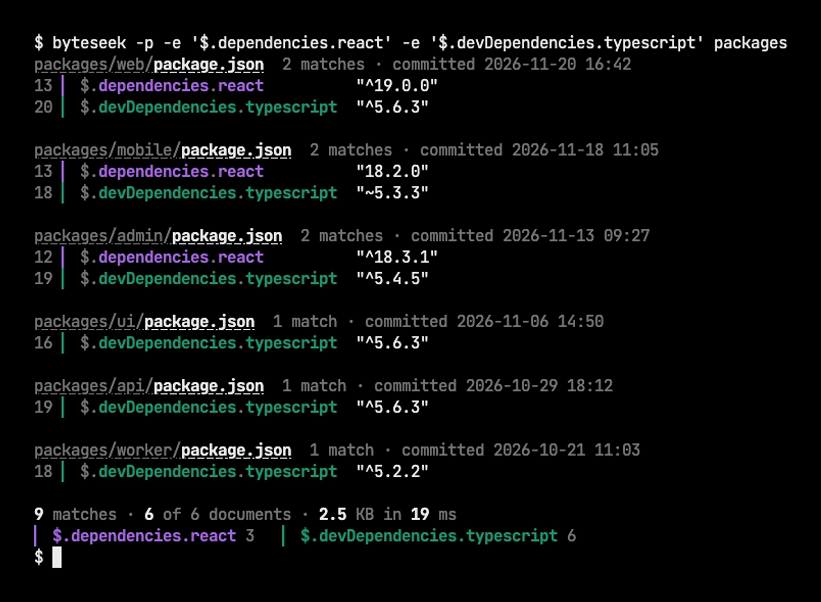 $ byteseek -p -e '$.dependencies.react' -e '$.devDependencies.typescript' packages
packages/web/package.json  2 matches · committed 2026-11-20 16:42
13 | $.dependencies.react          "^19.0.0"
20 | $.devDependencies.typescript  "^5.6.3"
packages/mobile/package.json  2 matches · committed 2026-11-18 11:05
13 | $.dependencies.react          "18.2.0"
18 | $.devDependencies.typescript  "~5.3.3"
packages/admin/package.json  2 matches · committed 2026-11-13 09:27
12 | $.dependencies.react          "^18.3.1"
19 | $.devDependencies.typescript  "^5.4.5"
packages/ui/package.json  1 match · committed 2026-11-06 14:50
16 | $.devDependencies.typescript  "^5.6.3"
packages/api/package.json  1 match · committed 2026-10-29 18:12
19 | $.devDependencies.typescript  "^5.6.3"
packages/worker/package.json  1 match · committed 2026-10-21 11:03
18 | $.devDependencies.typescript  "^5.2.2"
9 matches · 6 of 6 documents · 2.5 KB in 19 ms
| $.dependencies.react 3  | $.devDependencies.typescript 6
$